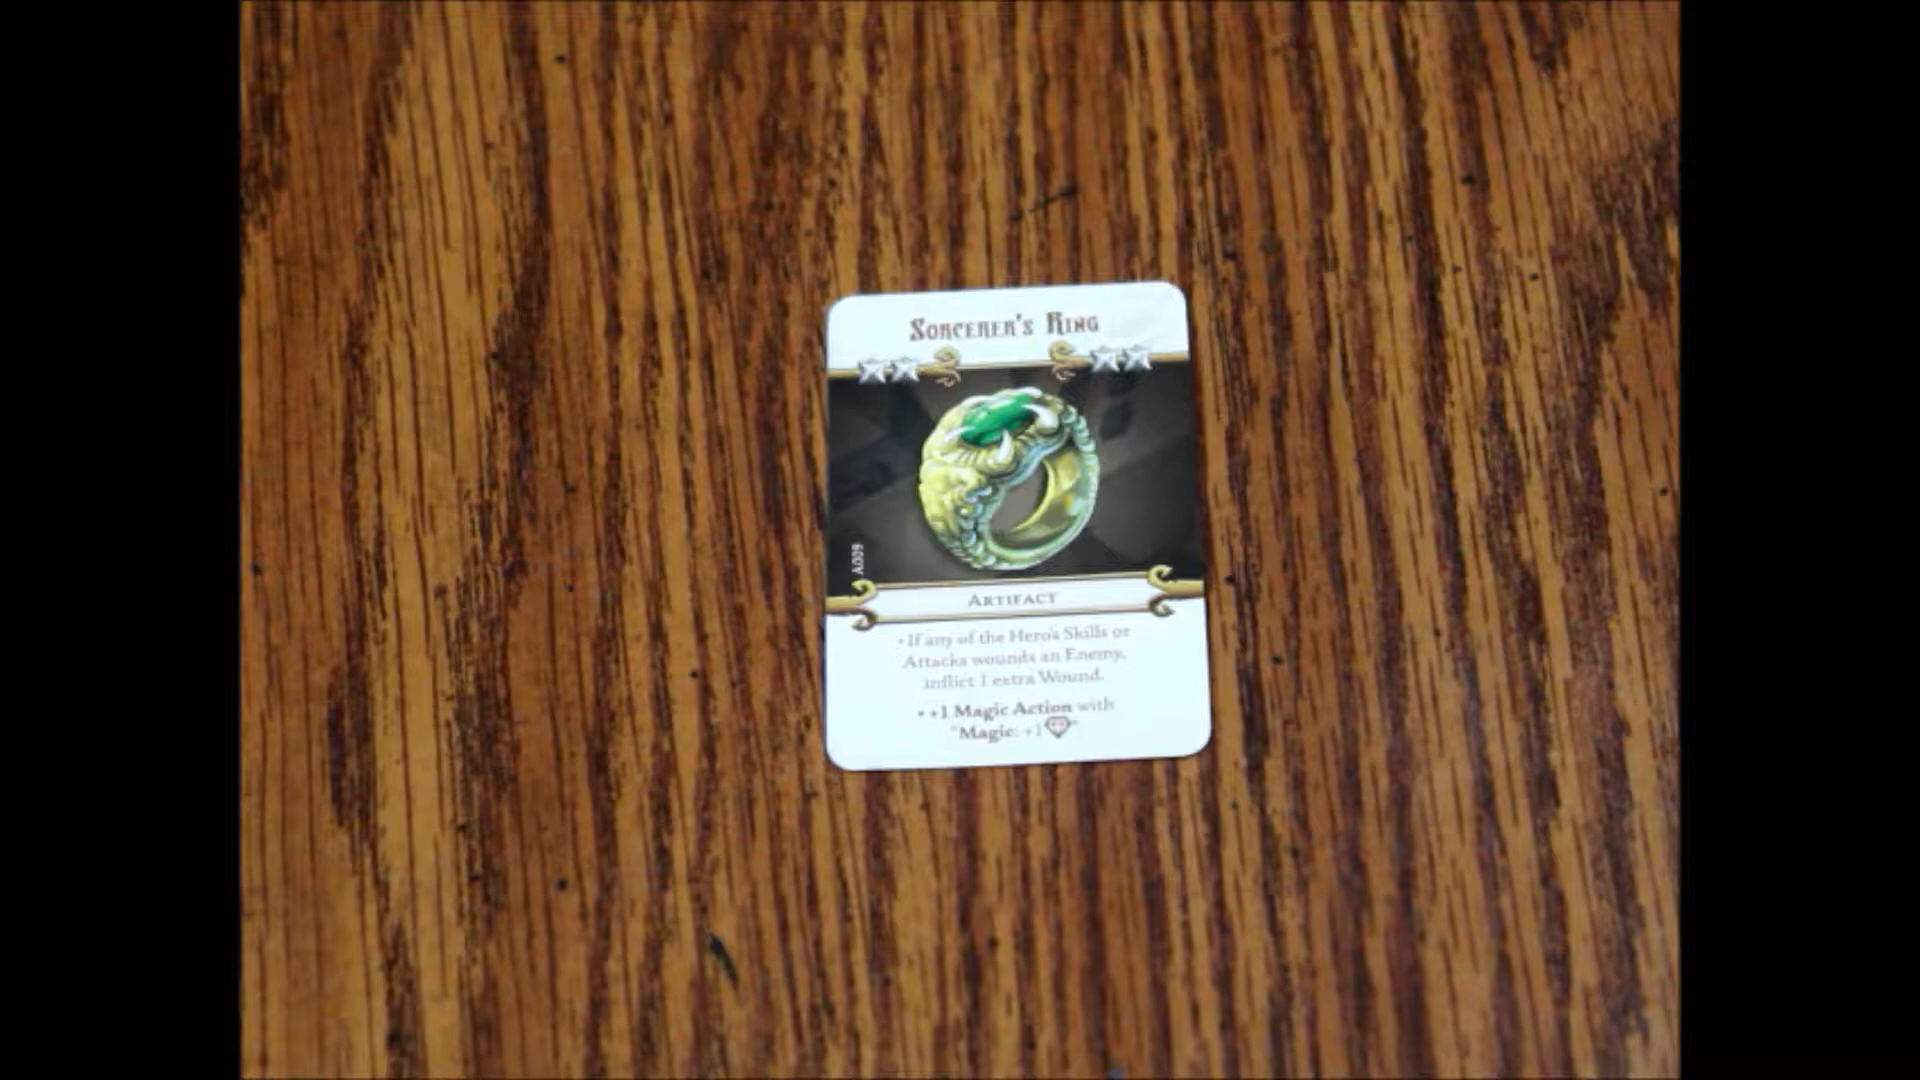 Sorcerer's Ring
A009
Artifact
• If any of the Hero's Skills or
Attacks wounds an Enemy,
inflict 1 extra Wound.
• +1 Magic Action with
"Magic: +1